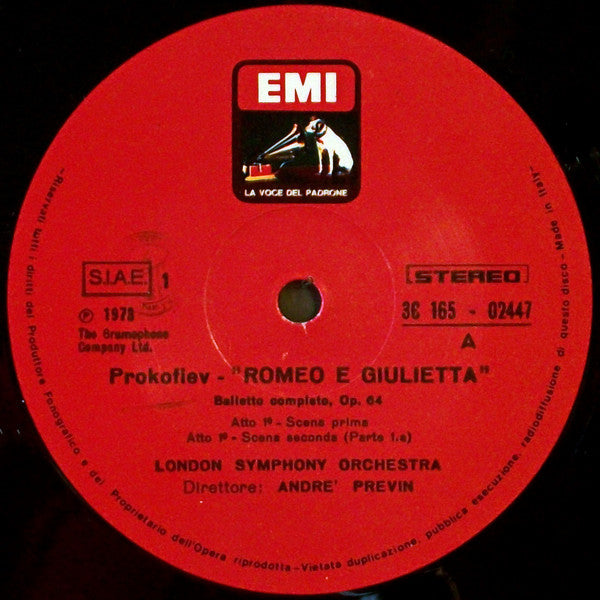 EMI
LA VOCE DEL PADRONE
S.I.A.E. 1
STEREO
℗ 1973
The Gramophone
Company Ltd.
3C 165 - 02447
A
Prokofiev - "ROMEO E GIULIETTA"
Balletto completo, Op. 64
Atto 1º - Scena prima
Atto 1º - Scena seconda (Parte 1.a)
LONDON SYMPHONY ORCHESTRA
Direttore: ANDRE' PREVIN
-Riservati tutti i diritti del Produttore Fonografico e del Proprietario dell'Opera riprodotta-Vietata duplicazione, pubblica esecuzione, radiodiffusione di questo disco- Made in Italy-